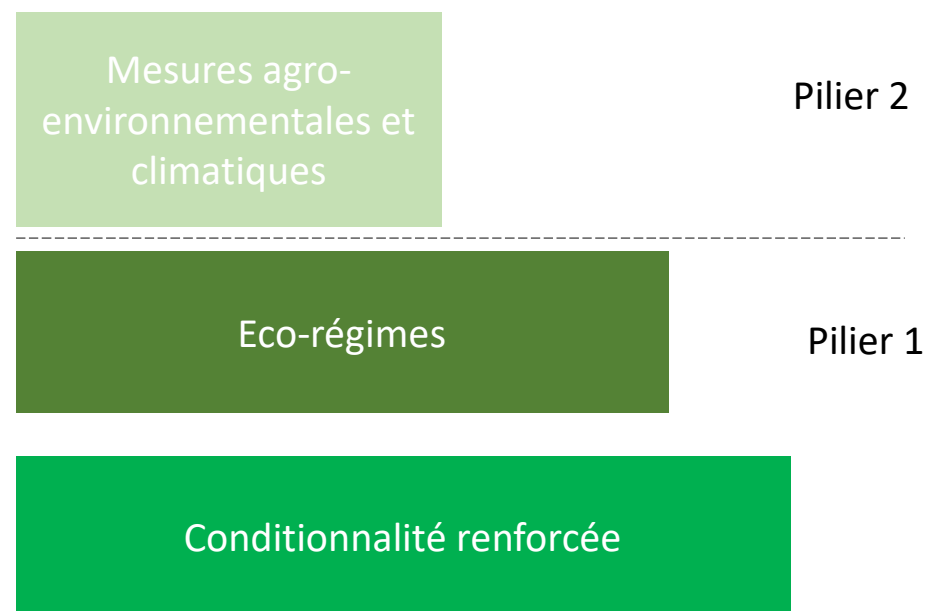 Mesures agro-
environnementales et
climatiques
Pilier 2
Eco-régimes
Pilier 1
Conditionnalité renforcée